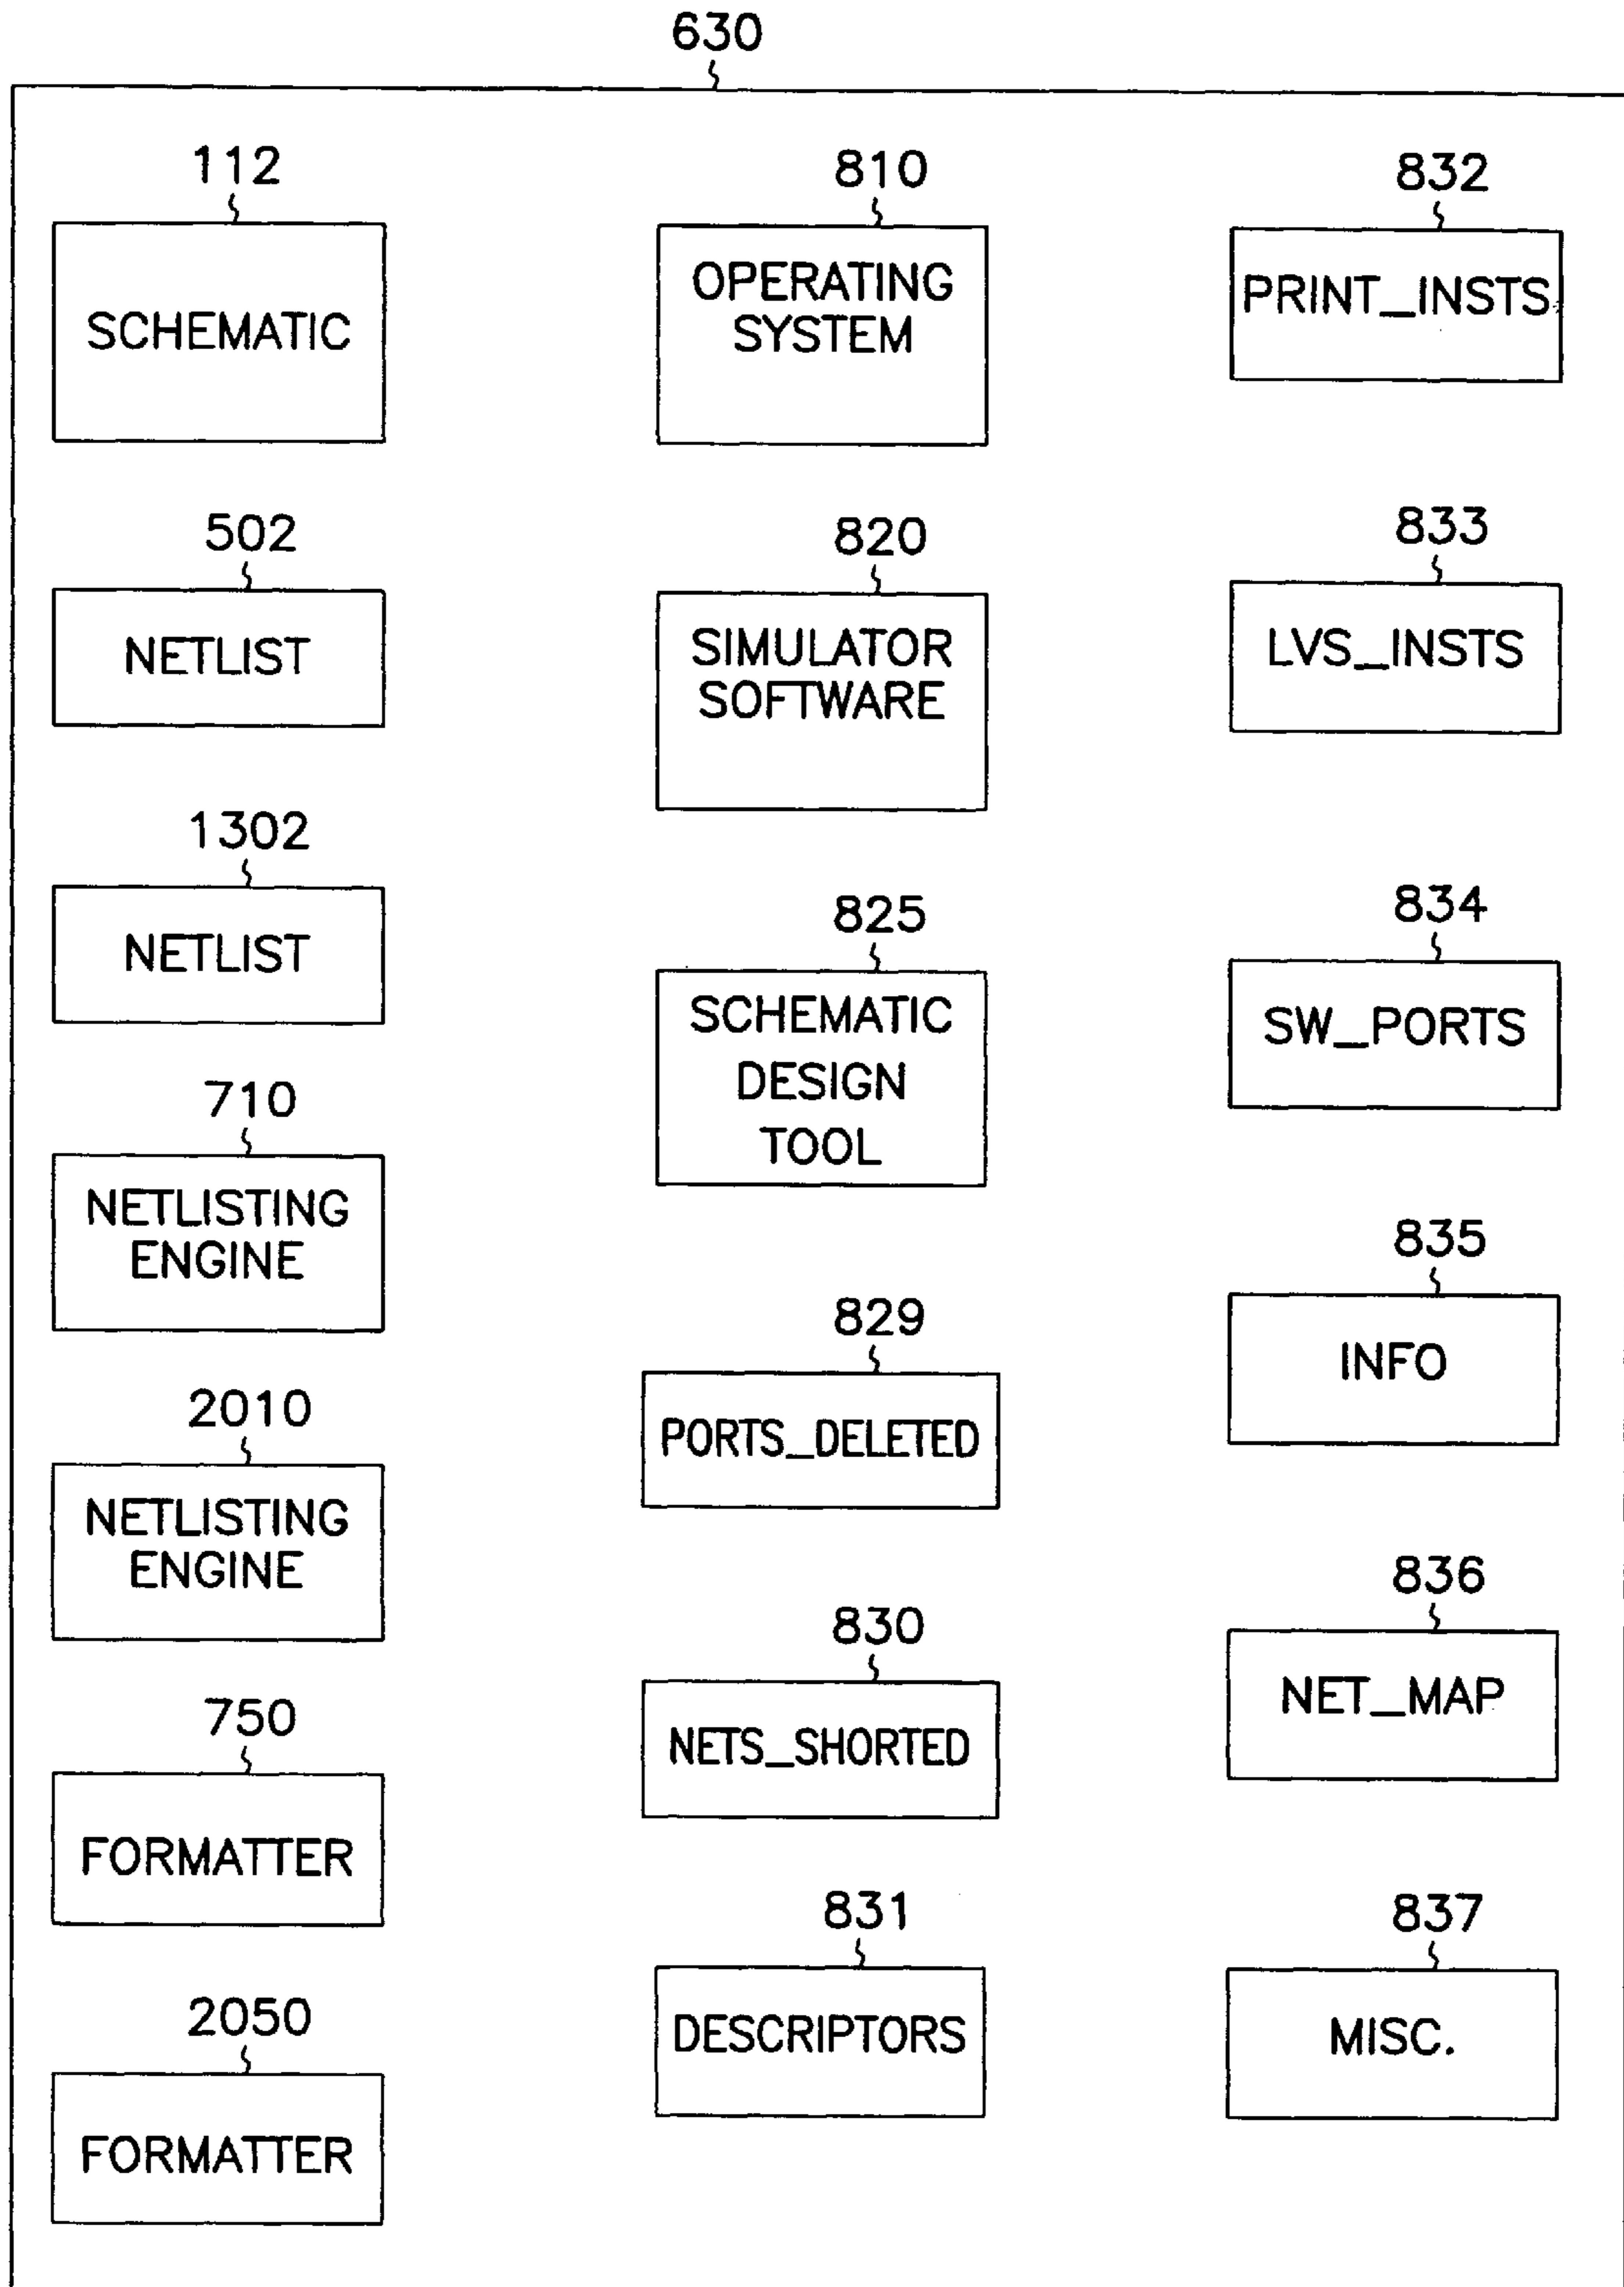 630
112
SCHEMATIC
502
NETLIST
1302
NETLIST
710
NETLISTING
ENGINE
2010
NETLISTING
ENGINE
750
FORMATTER
2050
FORMATTER
810
OPERATING
SYSTEM
820
SIMULATOR
SOFTWARE
825
SCHEMATIC
DESIGN
TOOL
829
PORTS_DELETED
830
NETS_SHORTED
831
DESCRIPTORS
832
PRINT_INSTS
833
LVS_INSTS
834
SW_PORTS
835
INFO
836
NET_MAP
837
MISC.